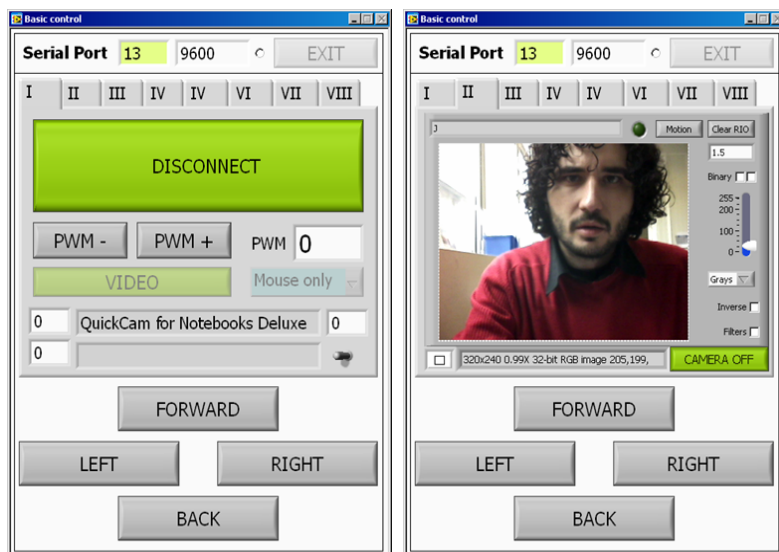 Basic control
Serial Port 13 9600 EXIT
I II III IV IV VI VII VIII
DISCONNECT
PWM - PWM + PWM 0
VIDEO Mouse only
0 QuickCam for Notebooks Deluxe 0
0
FORWARD
LEFT RIGHT
BACK
Basic control
Serial Port 13 9600 EXIT
I II III IV IV VI VII VIII
J Motion Clear RIO
1.5
Binary
255
200
100
0
Grays
Inverse
Filters
320x240 0.99X 32-bit RGB image 205,199, CAMERA OFF
FORWARD
LEFT RIGHT
BACK